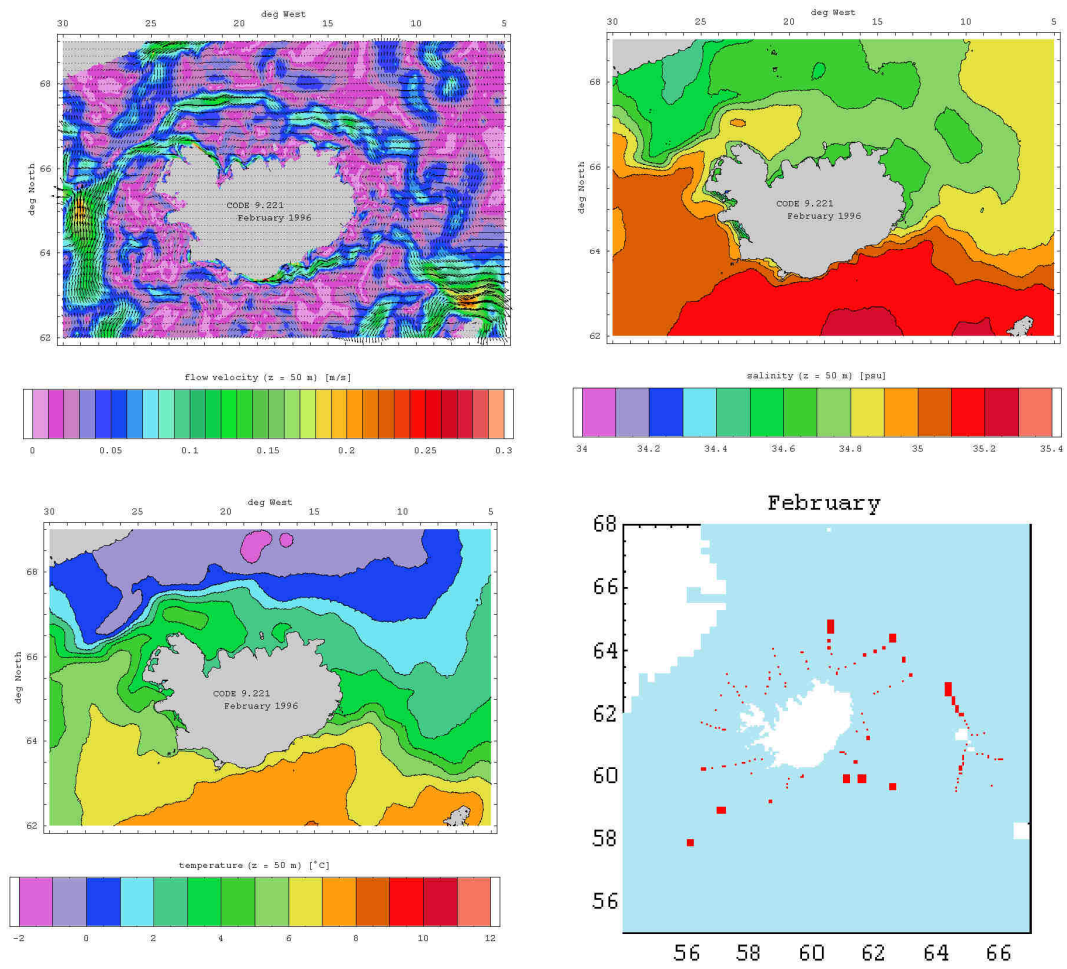 deg West
30 25 20 15 10 5
68
66
64
62
deg North
CODE 9.221
February 1996
flow velocity (z = 50 m) [m/s]
0 0.05 0.1 0.15 0.2 0.25 0.3
deg West
30 25 20 15 10 5
68
66
64
62
deg North
CODE 9.221
February 1996
salinity (z = 50 m) [psu]
34 34.2 34.4 34.6 34.8 35 35.2 35.4
deg West
30 25 20 15 10 5
68
66
64
62
deg North
CODE 9.221
February 1996
temperature (z = 50 m) [°C]
-2 0 2 4 6 8 10 12
February
68
66
64
62
60
58
56
56 58 60 62 64 66